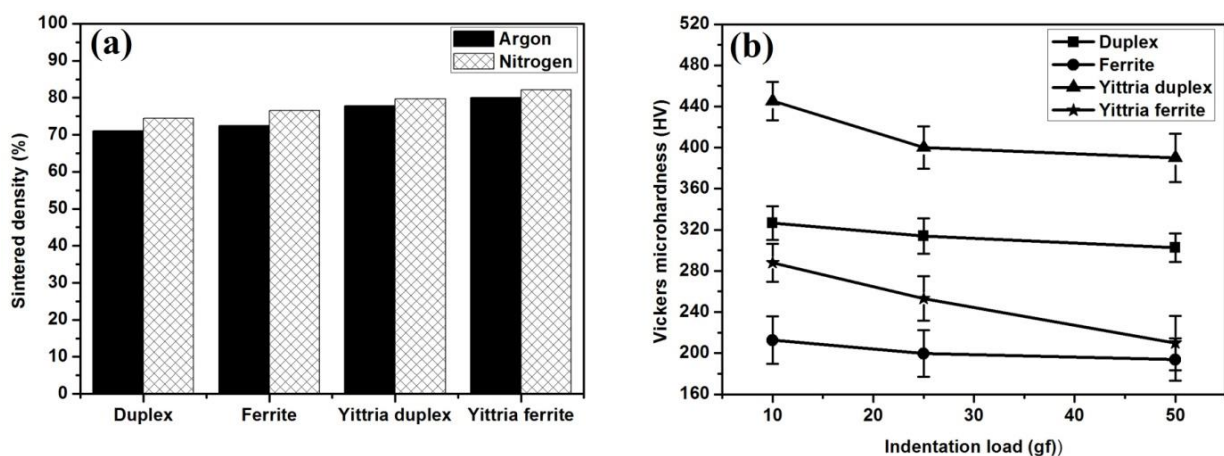 (a)
Argon
Nitrogen
Sintered density (%)
100
90
80
70
60
50
40
30
20
10
0
Duplex Ferrite Yittria duplex Yittria ferrite
(b)
Duplex
Ferrite
Yittria duplex
Yittria ferrite
Vickers microhardness (HV)
520
480
440
400
360
320
280
240
200
160
10 20 30 40 50
Indentation load (gf))